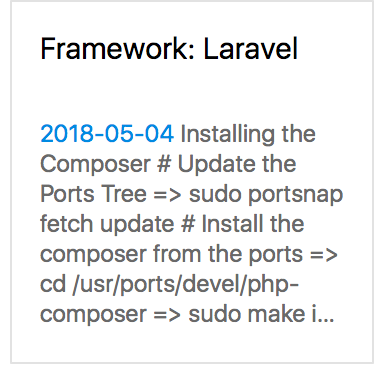 Framework: Laravel
2018-05-04 Installing the
Composer # Update the
Ports Tree => sudo portsnap
fetch update # Install the
composer from the ports =>
cd /usr/ports/devel/php-
composer => sudo make i...